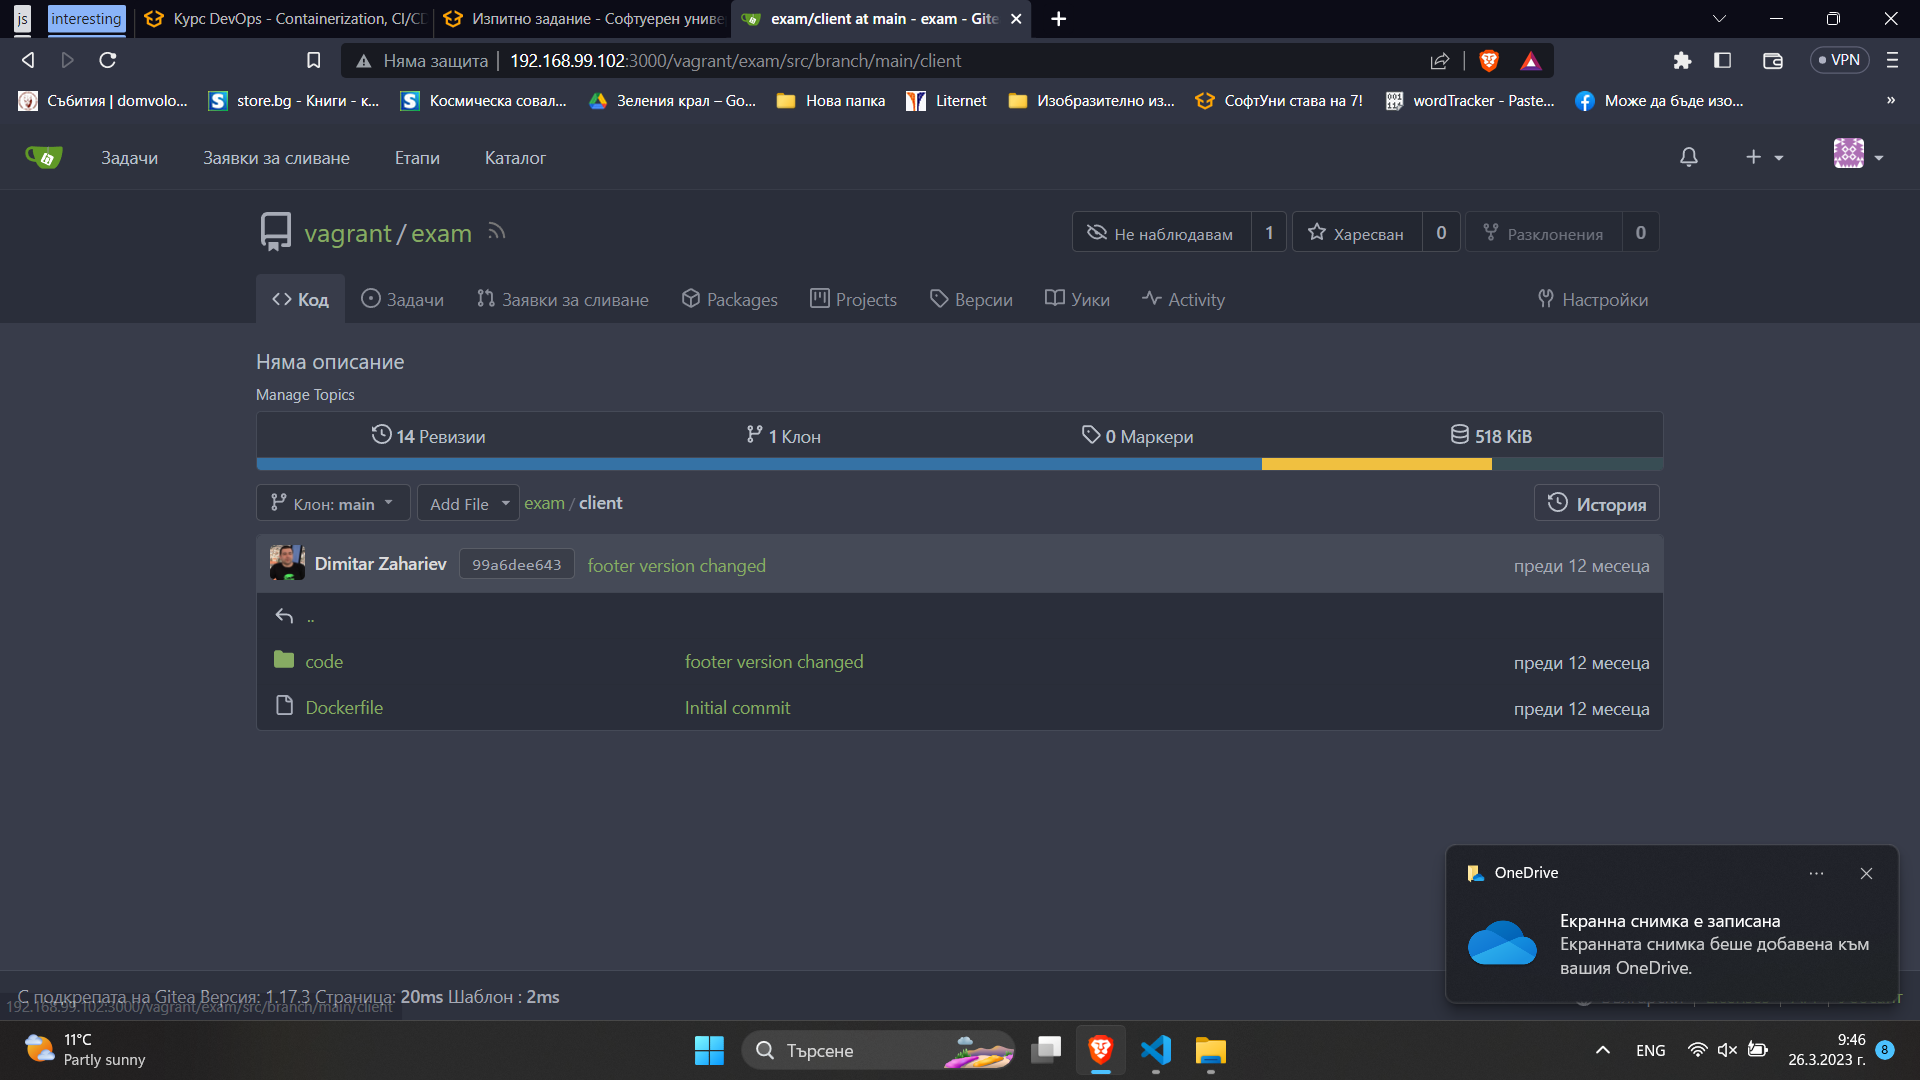 js
interesting
Курс DevOps - Containerization, CI/CD
Изпитно задание - Софтуерен униве
exam/client at main - exam - Gite
Няма защита
192.168.99.102:3000/vagrant/exam/src/branch/main/client
VPN
Събития | domvolo...
store.bg - Книги - к...
Космическа совал...
Зеления крал – Go...
Нова папка
Liternet
Изобразително из...
СофтУни става на 7!
wordTracker - Paste...
Може да бъде изо...
»
Задачи
Заявки за сливане
Етапи
Каталог
vagrant / exam
Не наблюдавам 1
Харесван 0
Разклонения 0
Код
Задачи
Заявки за сливане
Packages
Projects
Версии
Уики
Activity
Настройки
Няма описание
Manage Topics
14 Ревизии
1 Клон
0 Маркери
518 KiB
Клон: main
Add File
exam / client
История
Dimitar Zahariev 99a6dee643 footer version changed преди 12 месеца
..
code footer version changed преди 12 месеца
Dockerfile Initial commit преди 12 месеца
OneDrive
Екранна снимка е записана
Екранната снимка беше добавена към
вашия OneDrive.
С подкрепата на Gitea Версия: 1.17.3 Страница: 20ms Шаблон : 2ms
192.168.99.102:3000/vagrant/exam/src/branch/main/client
11°C
Partly sunny
Търсене
ENG
9:46
26.3.2023 г.
8